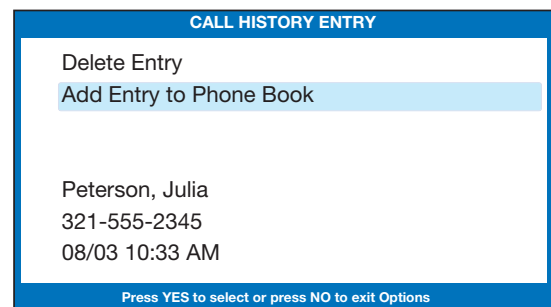 CALL HISTORY ENTRY
Delete Entry
Add Entry to Phone Book
Peterson, Julia
321-555-2345
08/03 10:33 AM
Press YES to select or press NO to exit Options